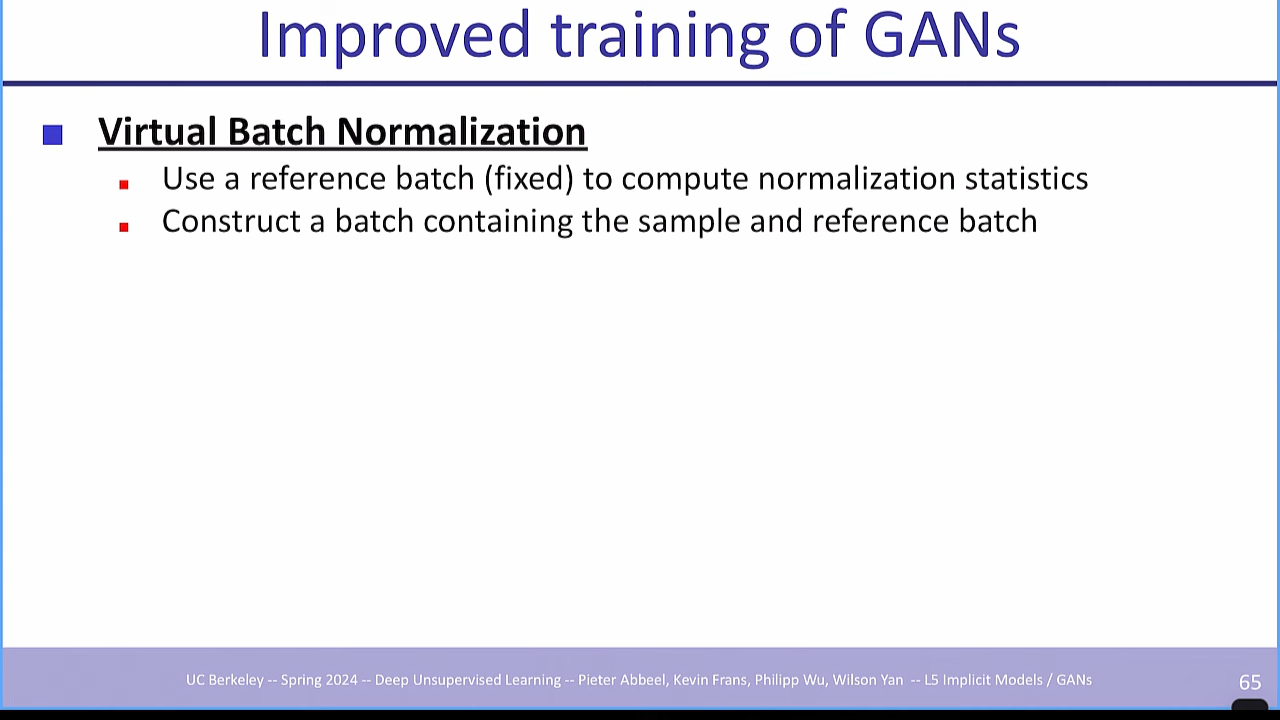 Improved training of GANs
Virtual Batch Normalization
Use a reference batch (fixed) to compute normalization statistics
Construct a batch containing the sample and reference batch
UC Berkeley -- Spring 2024 -- Deep Unsupervised Learning -- Pieter Abbeel, Kevin Frans, Philipp Wu, Wilson Yan -- L5 Implicit Models / GANs
65